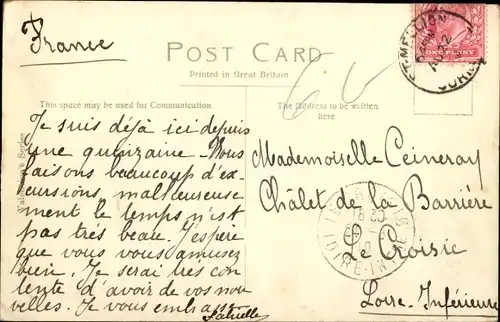 France
POST CARD
Printed in Great Britain
This space may be used for Communication
The Address to be written
here
ONE PENNY
Je suis déjà ici depuis
une quinzaine - Nous
faisons beaucoup d'ex-
cursions, malheureuse
ment le temps n'est
pas très beau. J'espère
que vous vous amusez
bien. Je serai très con
tente d'avoir de vos nou
velles. Je vous embrasse
Mademoiselle Ceineray
Châlet de la Barrière
Le Croisic
Loire-Inférieure